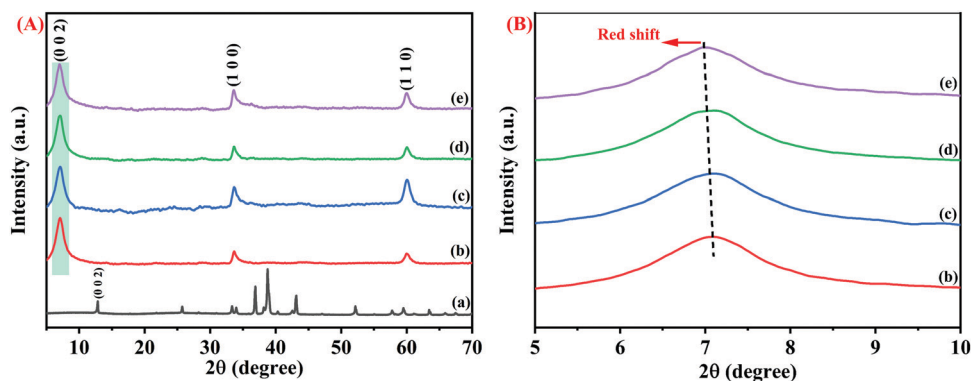 (A)
(0 0 2)
(1 0 0)
(1 1 0)
(e)
(d)
(c)
(b)
(0 0 2)
(a)
Intensity (a.u.)
10 20 30 40 50 60 70
2θ (degree)
(B)
Red shift
(e)
(d)
(c)
(b)
Intensity (a.u.)
5 6 7 8 9 10
2θ (degree)